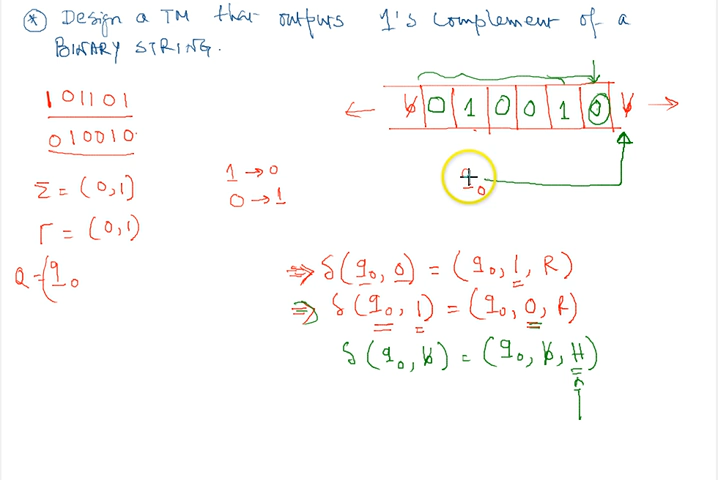 * Design a TM that outputs 1's complement of a
BINARY STRING.
101101
010010
ƀ 0 1 0 0 1 0 ƀ
Σ = (0,1)
Γ = (0,1)
Q = {q0
1 → 0
0 → 1
q0
⇒ δ(q0, 0) = (q0, 1, R)
⇒ δ(q0, 1) = (q0, 0, R)
δ(q0, ƀ) = (q0, ƀ, H)